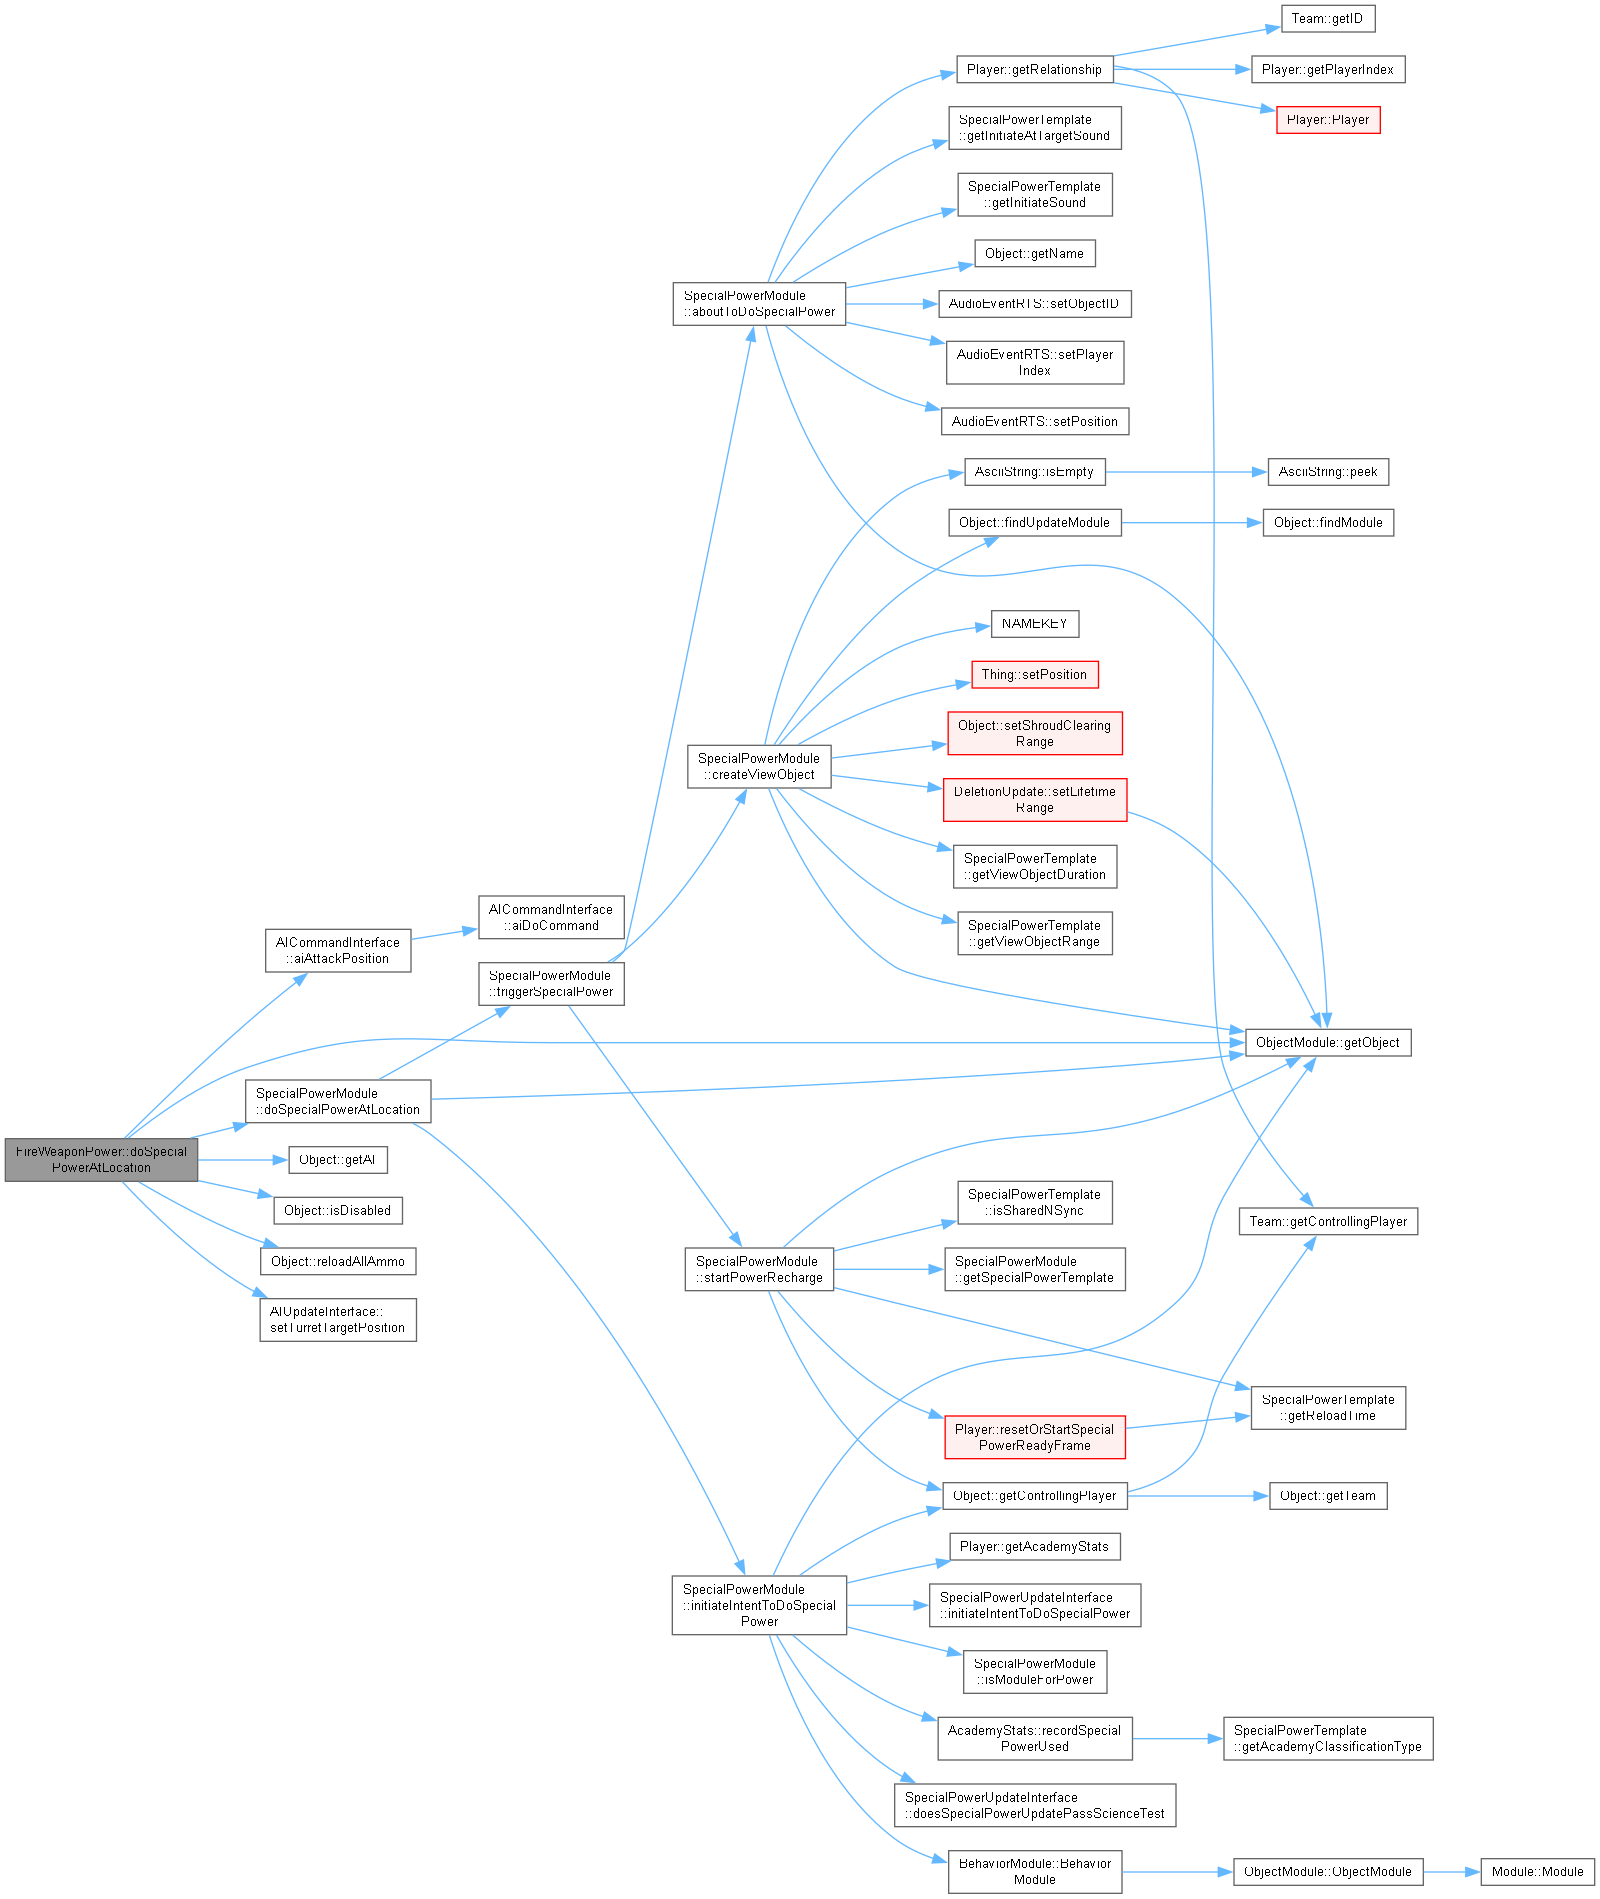 FireWeaponPower::doSpecial
PowerAtLocation
AICommandInterface
::aiAttackPosition
SpecialPowerModule
::doSpecialPowerAtLocation
Object::getAI
Object::isDisabled
Object::reloadAllAmmo
AIUpdateInterface::
setTurretTargetPosition
AICommandInterface
::aiDoCommand
SpecialPowerModule
::triggerSpecialPower
SpecialPowerModule
::aboutToDoSpecialPower
SpecialPowerModule
::createViewObject
SpecialPowerModule
::startPowerRecharge
SpecialPowerModule
::initiateIntentToDoSpecial
Power
Player::getRelationship
SpecialPowerTemplate
::getInitiateAtTargetSound
SpecialPowerTemplate
::getInitiateSound
Object::getName
AudioEventRTS::setObjectID
AudioEventRTS::setPlayer
Index
AudioEventRTS::setPosition
AsciiString::isEmpty
Object::findUpdateModule
NAMEKEY
Thing::setPosition
Object::setShroudClearing
Range
DeletionUpdate::setLifetime
Range
SpecialPowerTemplate
::getViewObjectDuration
SpecialPowerTemplate
::getViewObjectRange
SpecialPowerTemplate
::isSharedNSync
SpecialPowerModule
::getSpecialPowerTemplate
Player::resetOrStartSpecial
PowerReadyFrame
Object::getControllingPlayer
Player::getAcademyStats
SpecialPowerUpdateInterface
::initiateIntentToDoSpecialPower
SpecialPowerModule
::isModuleForPower
AcademyStats::recordSpecial
PowerUsed
SpecialPowerUpdateInterface
::doesSpecialPowerUpdatePassScienceTest
BehaviorModule::Behavior
Module
Team::getID
Player::getPlayerIndex
Player::Player
AsciiString::peek
Object::findModule
ObjectModule::getObject
Team::getControllingPlayer
SpecialPowerTemplate
::getReloadTime
Object::getTeam
SpecialPowerTemplate
::getAcademyClassificationType
ObjectModule::ObjectModule
Module::Module